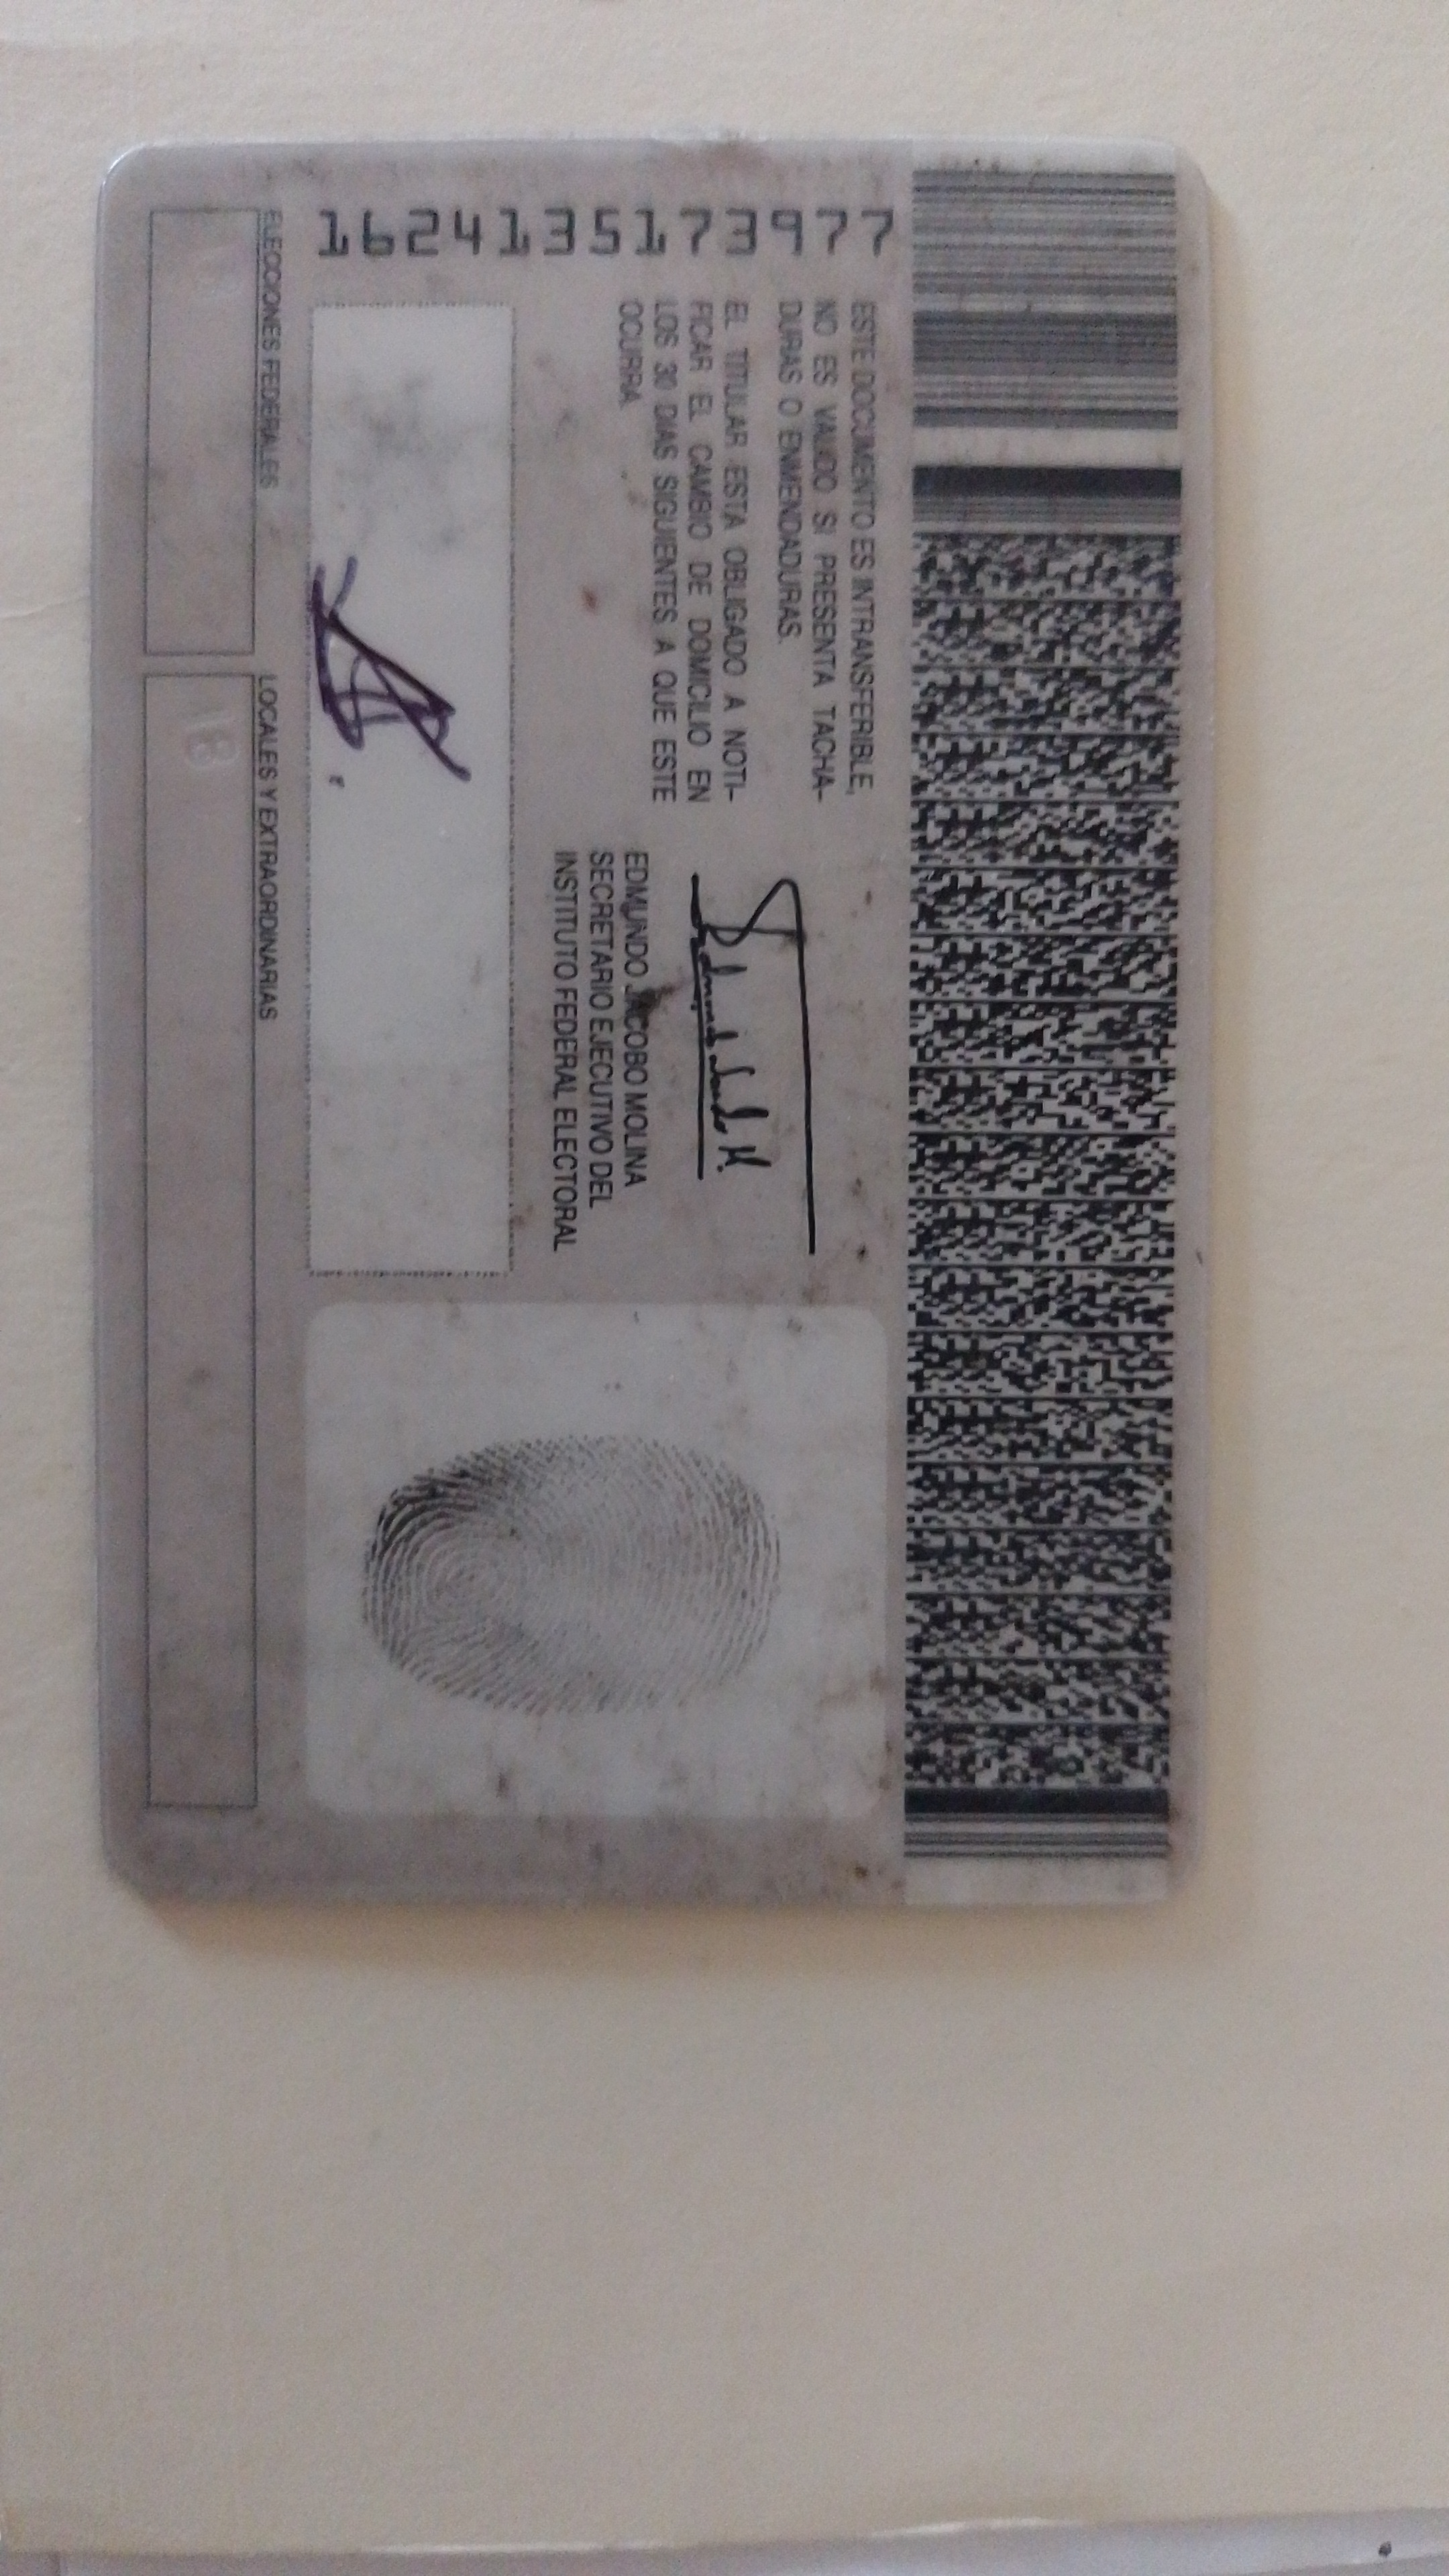 1624135173977
ESTE DOCUMENTO ES INTRANSFERIBLE,
NO ES VALIDO SI PRESENTA TACHA-
DURAS O ENMENDADURAS.
EL TITULAR ESTA OBLIGADO A NOTI-
FICAR EL CAMBIO DE DOMICILIO EN
LOS 30 DIAS SIGUIENTES A QUE ESTE
OCURRA.
EDMUNDO JACOBO MOLINA
SECRETARIO EJECUTIVO DEL
INSTITUTO FEDERAL ELECTORAL
ELECCIONES FEDERALES
LOCALES Y EXTRAORDINARIAS